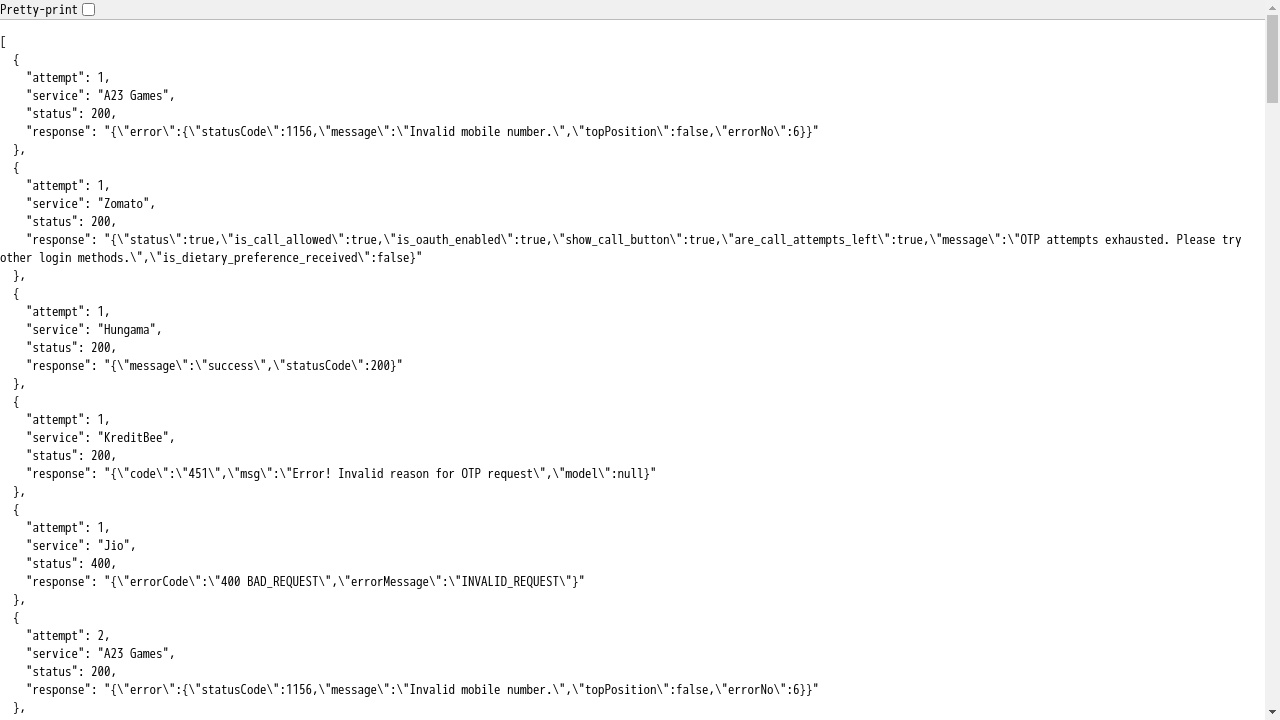 Pretty-print
[
  {
    "attempt": 1,
    "service": "A23 Games",
    "status": 200,
    "response": "{\"error\":{\"statusCode\":1156,\"message\":\"Invalid mobile number.\",\"topPosition\":false,\"errorNo\":6}}"
  },
  {
    "attempt": 1,
    "service": "Zomato",
    "status": 200,
    "response": "{\"status\":true,\"is_call_allowed\":true,\"is_oauth_enabled\":true,\"show_call_button\":true,\"are_call_attempts_left\":true,\"message\":\"OTP attempts exhausted. Please try
other login methods.\",\"is_dietary_preference_received\":false}"
  },
  {
    "attempt": 1,
    "service": "Hungama",
    "status": 200,
    "response": "{\"message\":\"success\",\"statusCode\":200}"
  },
  {
    "attempt": 1,
    "service": "KreditBee",
    "status": 200,
    "response": "{\"code\":\"451\",\"msg\":\"Error! Invalid reason for OTP request\",\"model\":null}"
  },
  {
    "attempt": 1,
    "service": "Jio",
    "status": 400,
    "response": "{\"errorCode\":\"400 BAD_REQUEST\",\"errorMessage\":\"INVALID_REQUEST\"}"
  },
  {
    "attempt": 2,
    "service": "A23 Games",
    "status": 200,
    "response": "{\"error\":{\"statusCode\":1156,\"message\":\"Invalid mobile number.\",\"topPosition\":false,\"errorNo\":6}}"
  },